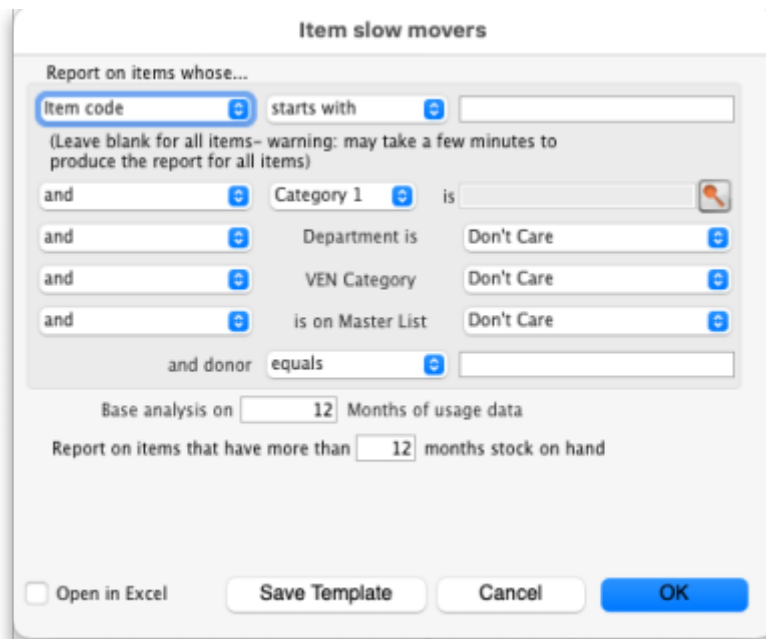 Item slow movers
Report on items whose...
Item code starts with
(Leave blank for all items- warning: may take a few minutes to
produce the report for all items)
and Category 1 is
and Department is Don't Care
and VEN Category Don't Care
and is on Master List Don't Care
and donor equals
Base analysis on 12 Months of usage data
Report on items that have more than 12 months stock on hand
Open in Excel Save Template Cancel OK